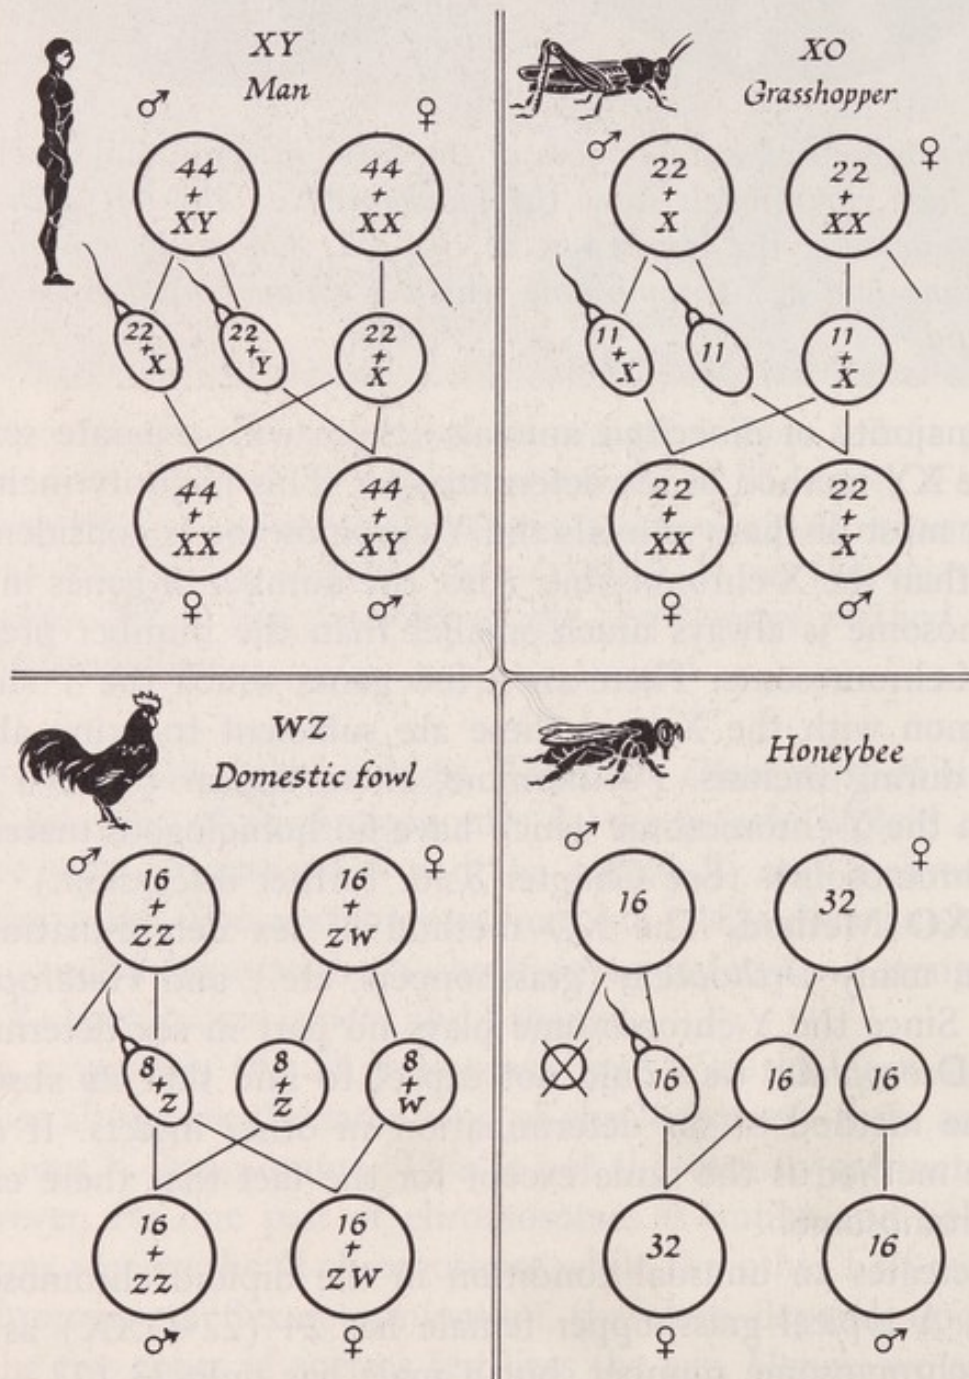 XY
Man
♂ ♀
44
+
XY
44
+
XX
22
+
X
22
+
Y
22
+
X
44
+
XX
44
+
XY
♀ ♂
XO
Grasshopper
♂ ♀
22
+
X
22
+
XX
11
+
X
11
11
+
X
22
+
XX
22
+
X
♀ ♂
WZ
Domestic fowl
♂ ♀
16
+
ZZ
16
+
ZW
8
+
Z
8
+
Z
8
+
W
16
+
ZZ
16
+
ZW
♂ ♀
Honeybee
♂ ♀
16
32
16
16
16
32
16
♀ ♂